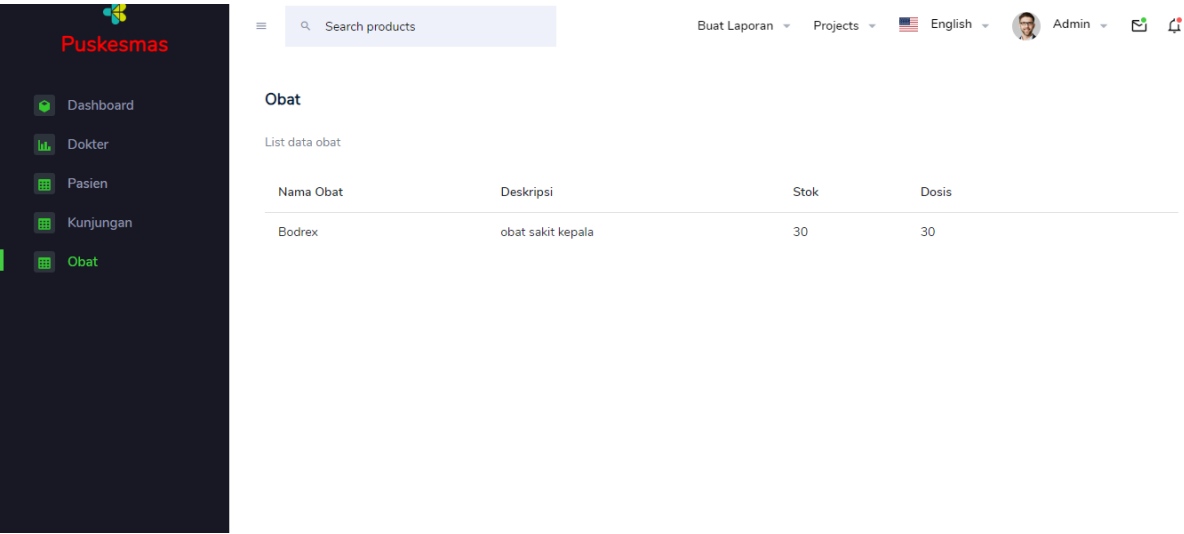 Puskesmas
Search products
Buat Laporan Projects English Admin
Dashboard
Dokter
Pasien
Kunjungan
Obat
Obat
List data obat
Nama Obat Deskripsi Stok Dosis
Bodrex obat sakit kepala 30 30